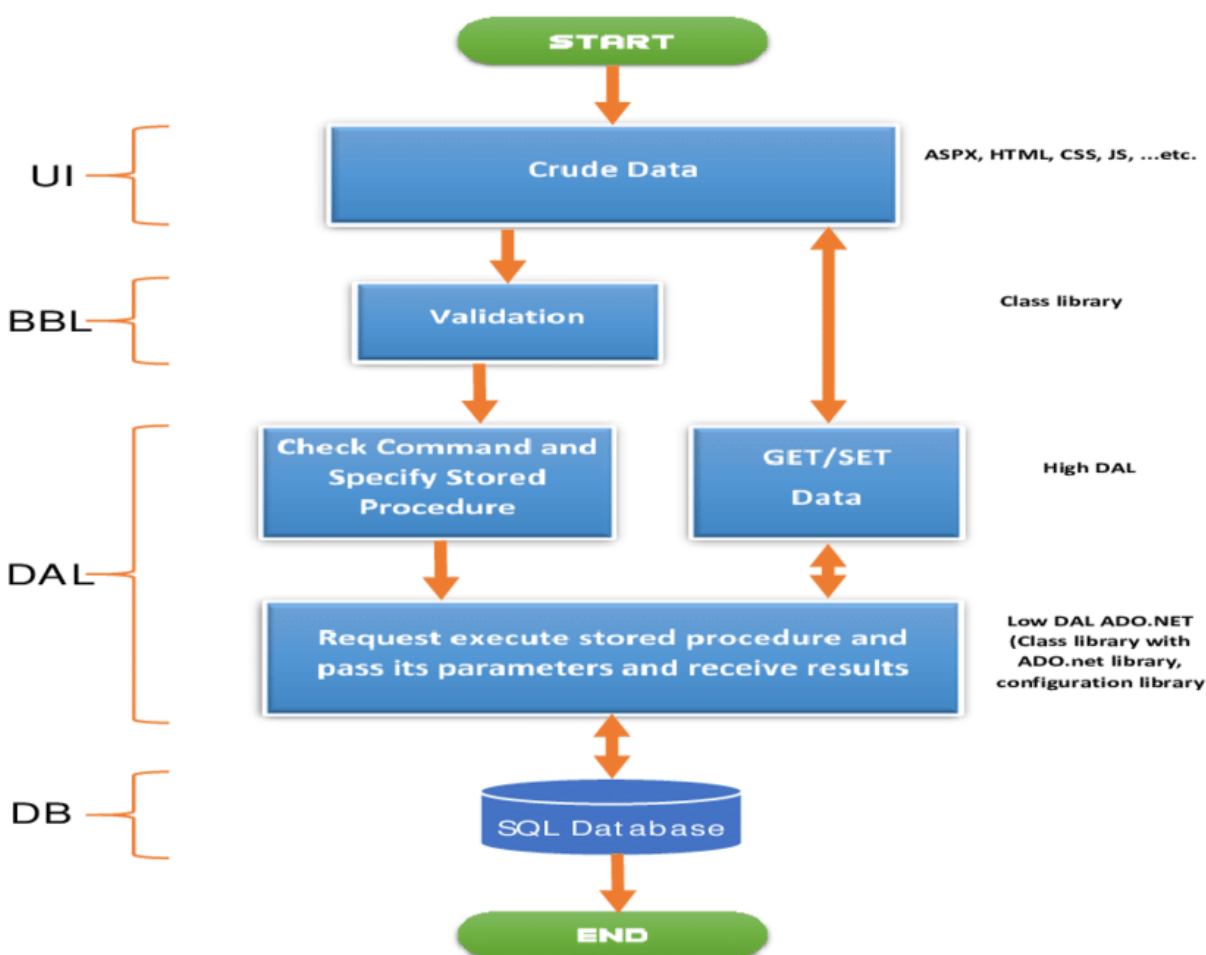 START
UI
Crude Data
ASPX, HTML, CSS, JS, ...etc.
BBL
Validation
Class library
DAL
Check Command and
Specify Stored
Procedure
GET/SET
Data
High DAL
Request execute stored procedure and
pass its parameters and receive results
Low DAL ADO.NET
(Class library with
ADO.net library,
configuration library
DB
SQL Database
END